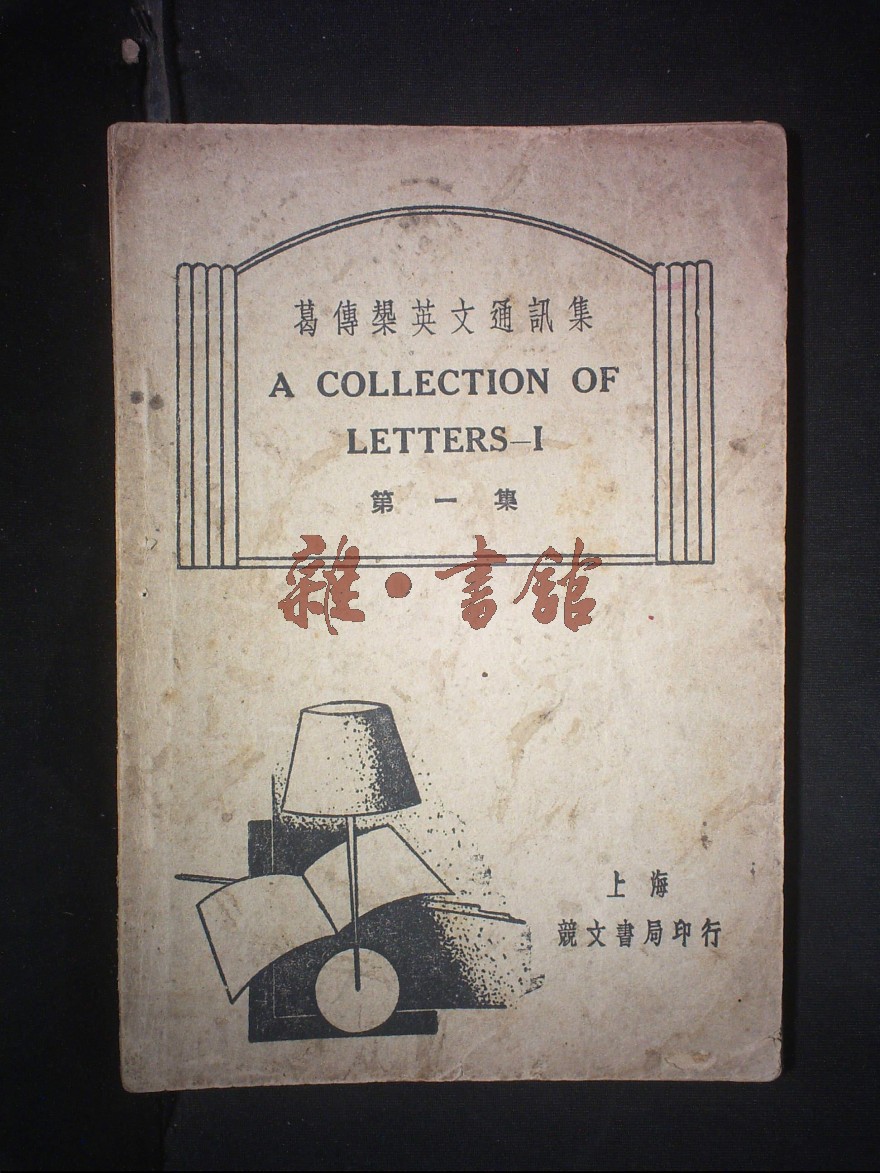 葛傳槼英文通訊集
A COLLECTION OF
LETTERS—I
第一集
雜·書館
上海
競文書局印行